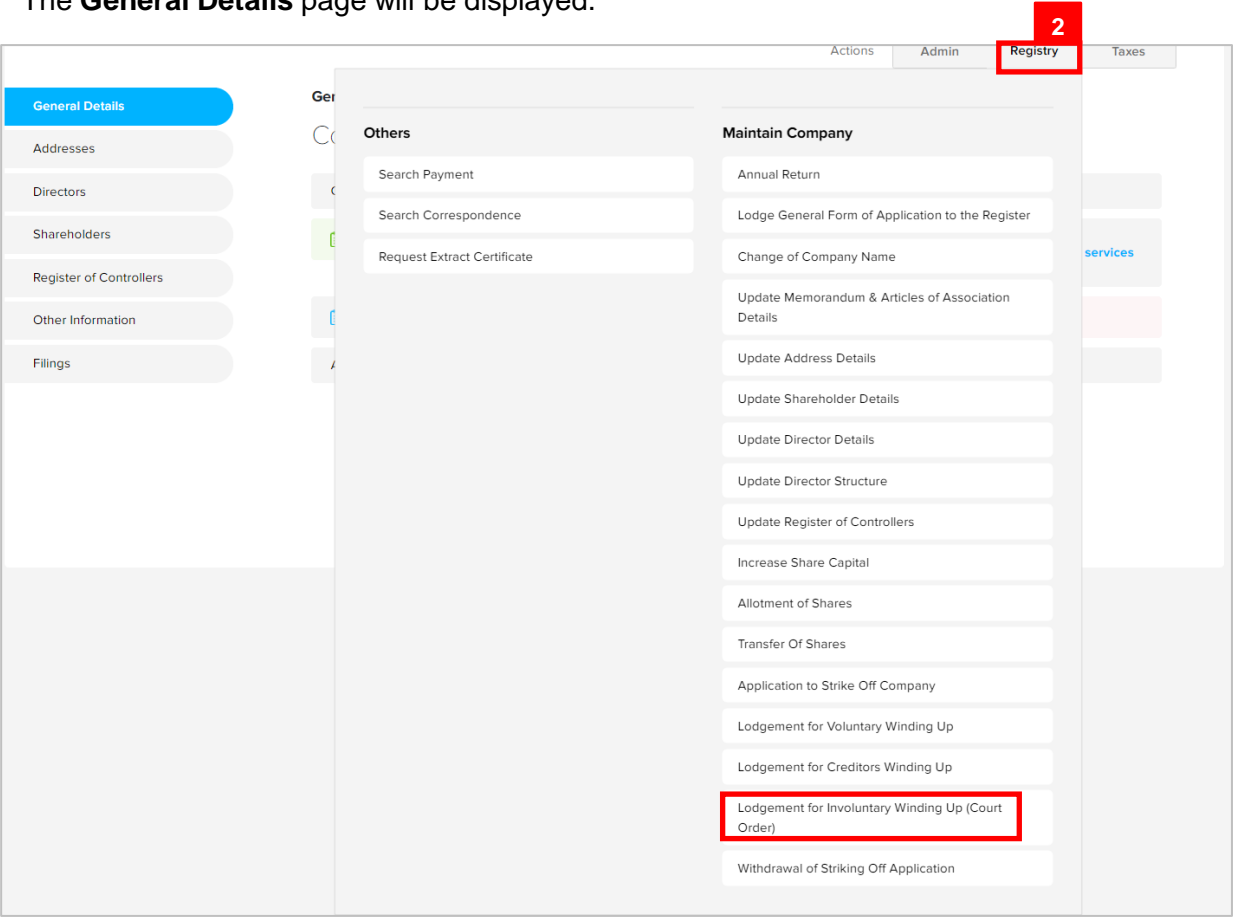 The General Details page will be displayed.
2
Actions
Admin
Registry
Taxes
General Details
Addresses
Directors
Shareholders
Register of Controllers
Other Information
Filings
Others
Search Payment
Search Correspondence
Request Extract Certificate
Maintain Company
Annual Return
Lodge General Form of Application to the Register
Change of Company Name
Update Memorandum & Articles of Association
Details
Update Address Details
Update Shareholder Details
Update Director Details
Update Director Structure
Update Register of Controllers
Increase Share Capital
Allotment of Shares
Transfer Of Shares
Application to Strike Off Company
Lodgement for Voluntary Winding Up
Lodgement for Creditors Winding Up
Lodgement for Involuntary Winding Up (Court
Order)
Withdrawal of Striking Off Application
services